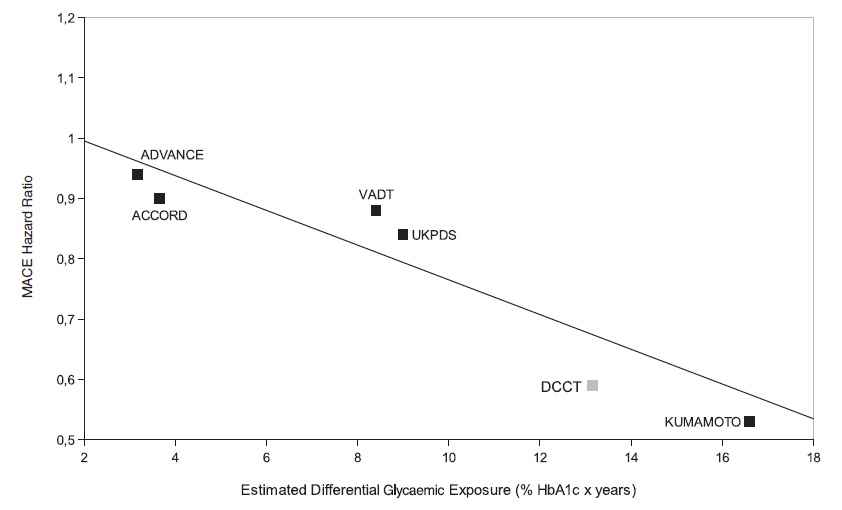 1,2
1,1
1
0,9
0,8
0,7
0,6
0,5
MACE Hazard Ratio
ADVANCE
ACCORD
VADT
UKPDS
DCCT
KUMAMOTO
2 4 6 8 10 12 14 16 18
Estimated Differential Glycaemic Exposure (% HbA1c x years)